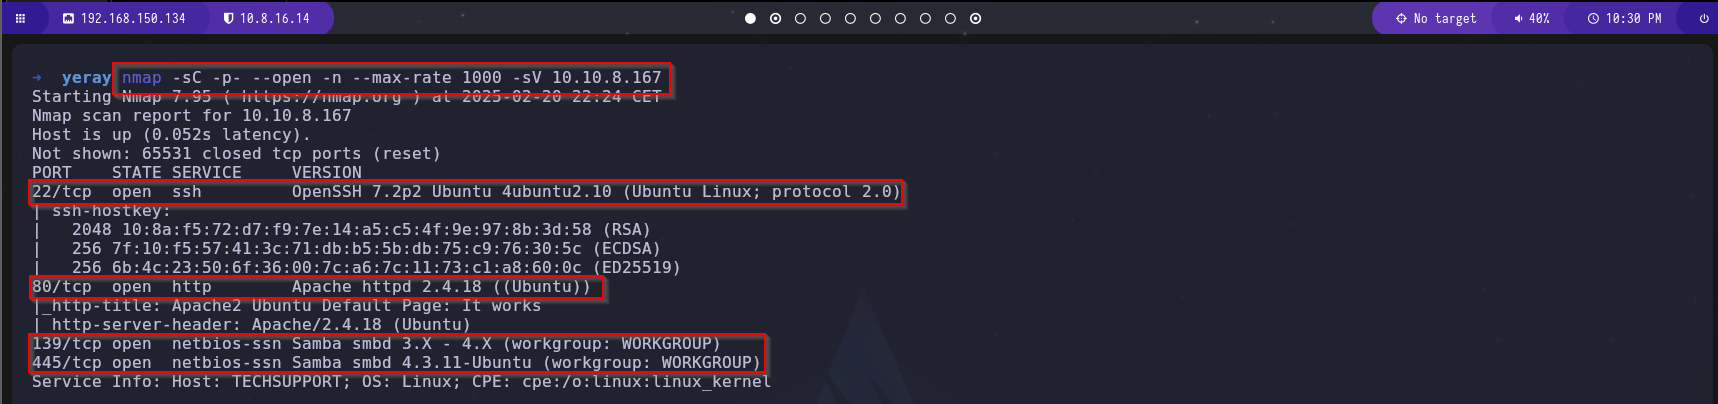 192.168.150.134 10.8.16.14 No target 40% 10:30 PM
➜ yeray nmap -sC -p- --open -n --max-rate 1000 -sV 10.10.8.167
Starting Nmap 7.95 ( https://nmap.org ) at 2025-02-20 22:24 CET
Nmap scan report for 10.10.8.167
Host is up (0.052s latency).
Not shown: 65531 closed tcp ports (reset)
PORT    STATE SERVICE     VERSION
22/tcp  open  ssh         OpenSSH 7.2p2 Ubuntu 4ubuntu2.10 (Ubuntu Linux; protocol 2.0)
| ssh-hostkey:
|   2048 10:8a:f5:72:d7:f9:7e:14:a5:c5:4f:9e:97:8b:3d:58 (RSA)
|   256 7f:10:f5:57:41:3c:71:db:b5:5b:db:75:c9:76:30:5c (ECDSA)
|   256 6b:4c:23:50:6f:36:00:7c:a6:7c:11:73:c1:a8:60:0c (ED25519)
80/tcp  open  http        Apache httpd 2.4.18 ((Ubuntu))
|_http-title: Apache2 Ubuntu Default Page: It works
| http-server-header: Apache/2.4.18 (Ubuntu)
139/tcp open  netbios-ssn Samba smbd 3.X - 4.X (workgroup: WORKGROUP)
445/tcp open  netbios-ssn Samba smbd 4.3.11-Ubuntu (workgroup: WORKGROUP)
Service Info: Host: TECHSUPPORT; OS: Linux; CPE: cpe:/o:linux:linux_kernel